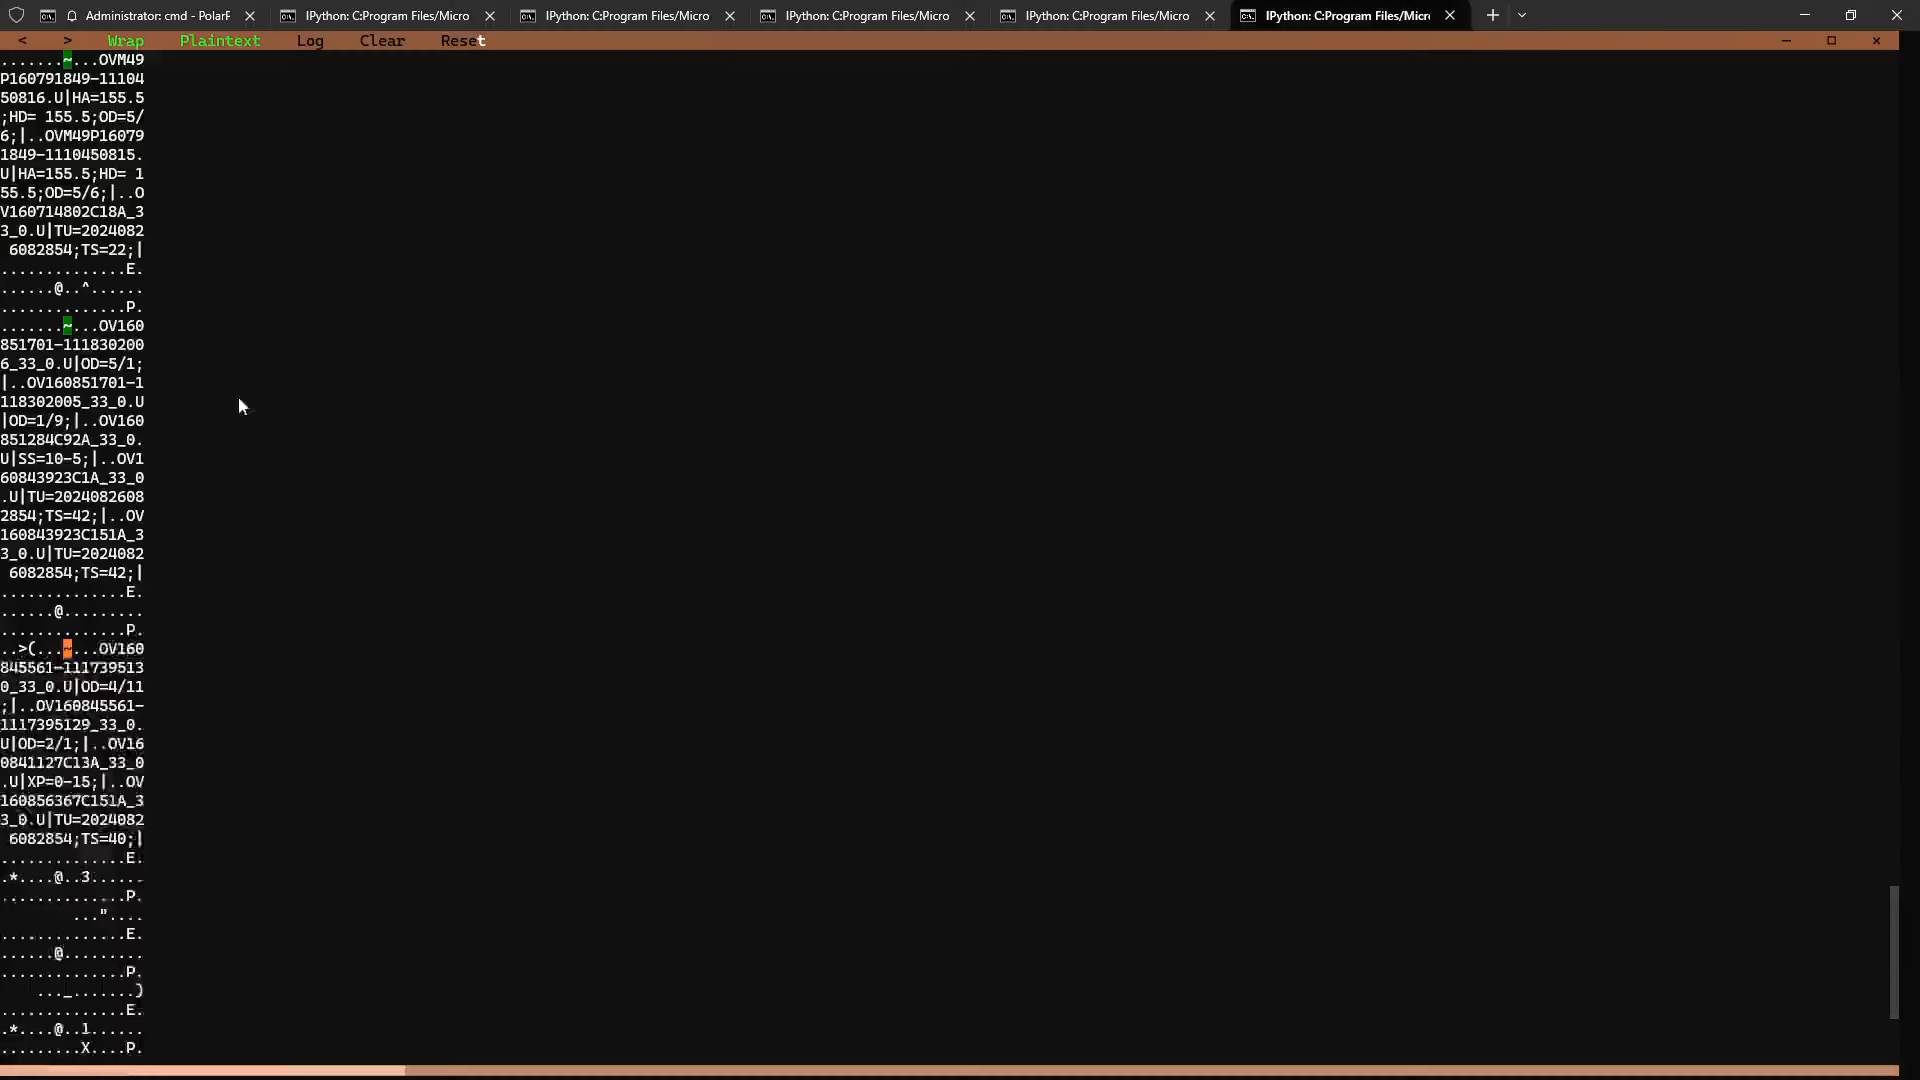 Administrator: cmd - PolarF
IPython: C:Program Files/Micro
IPython: C:Program Files/Micro
IPython: C:Program Files/Micro
IPython: C:Program Files/Micro
IPython: C:Program Files/Micro
< > Wrap Plaintext Log Clear Reset
.......~...OVM49
P160791849-11104
50816.U|HA=155.5
;HD= 155.5;OD=5/
6;|..OVM49P16079
1849-1110450815.
U|HA=155.5;HD= 1
55.5;OD=5/6;|..O
V160714802C18A_3
3_0.U|TU=2024082
6082854;TS=22;|
..............E.
......@..^......
..............P.
.......~...OV160
851701-111830200
6_33_0.U|OD=5/1;
|..OV160851701-1
118302005_33_0.U
|OD=1/9;|..OV160
851284C92A_33_0.
U|SS=10-5;|..OV1
60843923C1A_33_0
.U|TU=2024082608
2854;TS=42;|..OV
160843923C151A_3
3_0.U|TU=2024082
6082854;TS=42;|
..............E.
......@.........
..............P.
..>(...~...OV160
845561-111739513
0_33_0.U|OD=4/11
;|..OV160845561-
1117395129_33_0.
U|OD=2/1;|..OV16
0841127C13A_33_0
.U|XP=0-15;|..OV
160856367C151A_3
3_0.U|TU=2024082
6082854;TS=40;|
..............E.
.*....@..3......
..............P.
..."....
..............E.
......@.........
..............P.
..._.......)
..............E.
.*....@..1......
.........X....P.